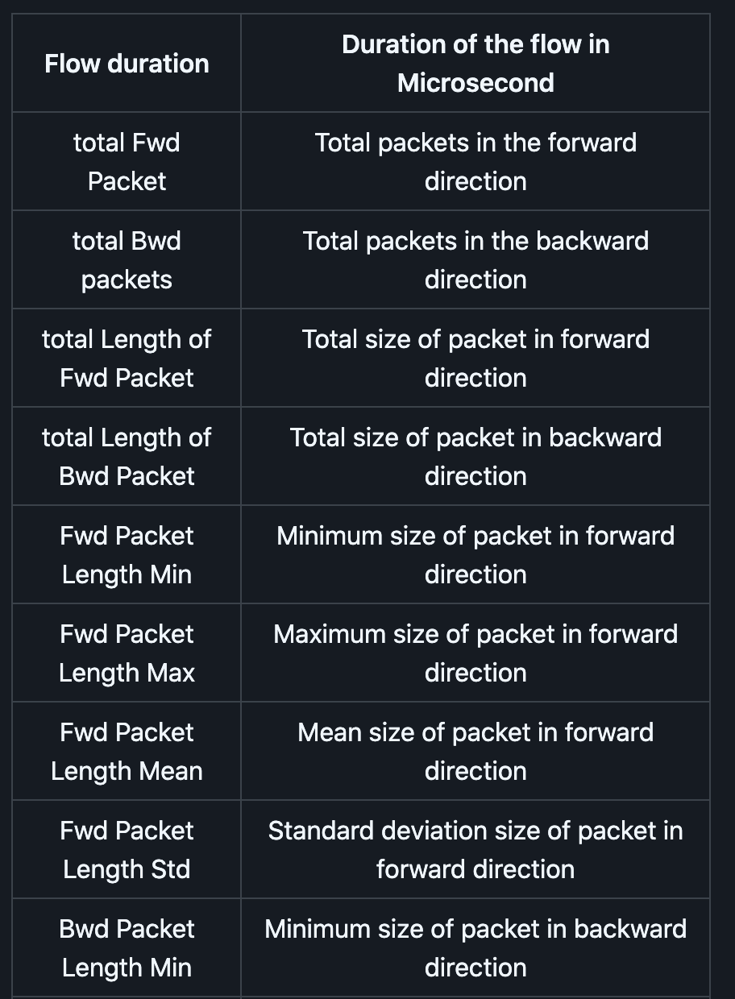 Flow duration
Duration of the flow in
Microsecond
total Fwd
Packet
Total packets in the forward
direction
total Bwd
packets
Total packets in the backward
direction
total Length of
Fwd Packet
Total size of packet in forward
direction
total Length of
Bwd Packet
Total size of packet in backward
direction
Fwd Packet
Length Min
Minimum size of packet in forward
direction
Fwd Packet
Length Max
Maximum size of packet in forward
direction
Fwd Packet
Length Mean
Mean size of packet in forward
direction
Fwd Packet
Length Std
Standard deviation size of packet in
forward direction
Bwd Packet
Length Min
Minimum size of packet in backward
direction